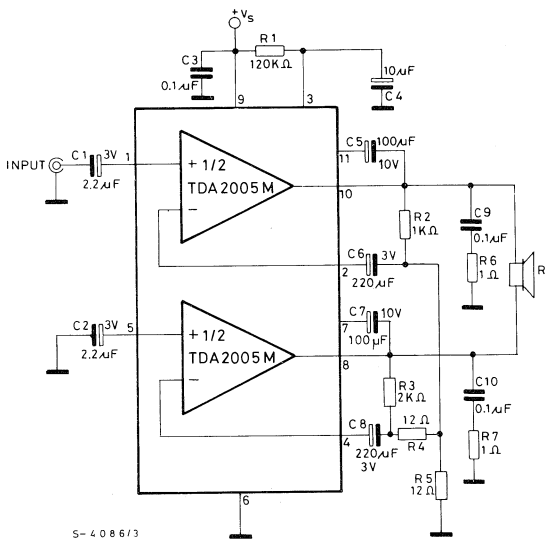 +Vs
R1
120KΩ
C3
0.1µF
10µF
C4
9
3
C1
3V
1
INPUT
2.2µF
+ 1/2
TDA2005M
−
C5
100µF
10V
11
10
R2
1KΩ
C9
0.1µF
R6
1Ω
R
C6
3V
2
220µF
C2
3V
5
2.2µF
+ 1/2
TDA2005M
−
C7
10V
7
100µF
8
R3
2KΩ
C10
0.1µF
R7
1Ω
C8
12Ω
R4
4
220µF
3V
R5
12Ω
6
S-4086/3